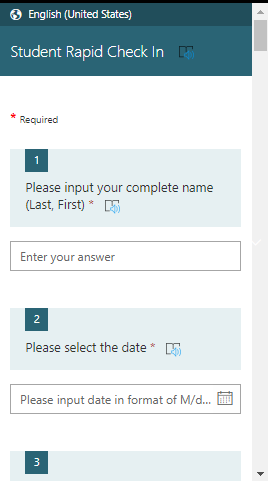 English (United States)
Student Rapid Check In
* Required
1
Please input your complete name
(Last, First) *
Enter your answer
2
Please select the date *
Please input date in format of M/d...
3